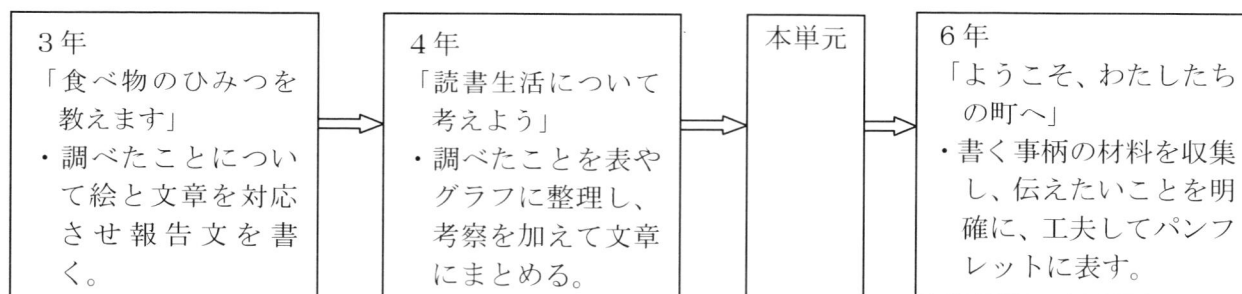 3年
「食べ物のひみつを
教えます」
・調べたことについ
て絵と文章を対応
させ報告文を書
く。
4年
「読書生活について
考えよう」
・調べたことを表や
グラフに整理し、
考察を加えて文章
にまとめる。
本単元
6年
「ようこそ、わたしたち
の町へ」
・書く事柄の材料を収集
し、伝えたいことを明
確に、工夫してパンフ
レットに表す。